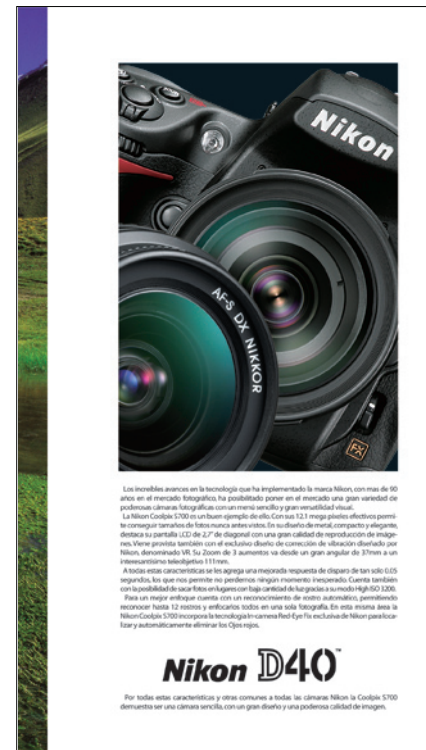 Nikon
AF-S DX NIKKOR
FX
Los increíbles avances en la tecnología que ha implementado la marca Nikon, con mas de 90
años en el mercado fotográfico, ha posibilitado poner en el mercado una gran variedad de
poderosas cámaras fotográficas con un menú sencillo y gran versatilidad visual.
La Nikon Coolpix S700 es un buen ejemplo de ello. Con sus 12.1 mega píxeles efectivos permi-
te conseguir tamaños de fotos nunca antes vistos. En su diseño de metal, compacto y elegante,
destaca su pantalla LCD de 2,7" de diagonal con una gran calidad de reproducción de imáge-
nes. Viene provista también con el exclusivo diseño de corrección de vibración diseñado por
Nikon, denominado VR. Su Zoom de 3 aumentos va desde un gran angular de 37mm a un
interesantísimo teleobjetivo 111mm.
A todas estas características se les agrega una mejorada respuesta de disparo de tan solo 0,05
segundos, lo que nos permite no perdernos ningún momento inesperado. Cuenta también
con la posibilidad de sacar fotos en lugares con baja cantidad de luz gracias a su modo High ISO 3200.
Para un mejor enfoque cuenta con un reconocimiento de rostro automático, permitiendo
reconocer hasta 12 rostros y enfocarlos todos en una sola fotografía. En esta misma área la
Nikon Coolpix S700 incorpora la tecnología In-camera Red-Eye Fix exclusiva de Nikon para loca-
lizar y automáticamente eliminar los Ojos rojos.
Nikon D40™
Por todas estas características y otras comunes a todas las cámaras Nikon la Coolpix S700
demuestra ser una cámara sencilla, con un gran diseño y una poderosa calidad de imagen.